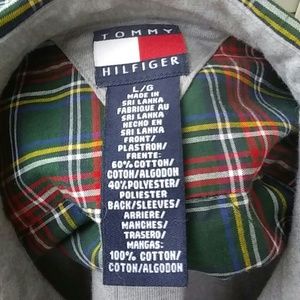 TOMMY
HILFIGER
L/G
MADE IN
SRI LANKA
FABRIQUE AU
SRI LANKA
HECHO EN
SRI LANKA
FRONT/
PLASTRON/
FRENTE
60% COTTON/
COTON/ALGODON
40% POLYESTER/
POLIESTER
BACK/SLEEVES/
ARRIERE/
MANCHES/
TRASERO/
MANGAS:
100% COTTON/
COTON/ALGODON